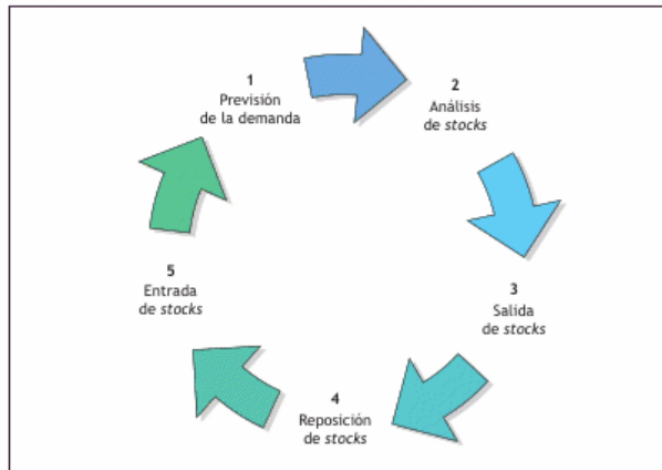 1
Previsión
de la demanda
2
Análisis
de stocks
3
Salida
de stocks
4
Reposición
de stocks
5
Entrada
de stocks